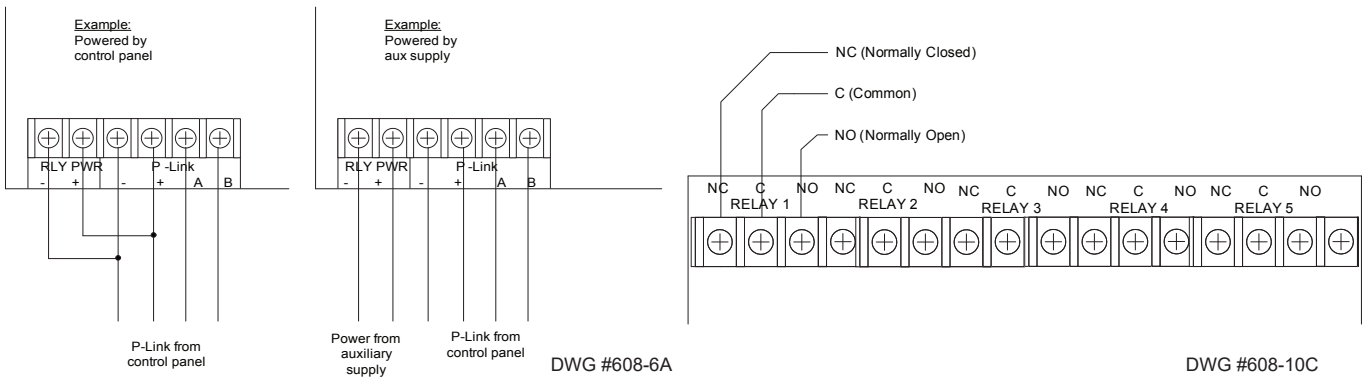 Example:
Powered by
control panel
RLY PWR P -Link
- + - + A B
P-Link from
control panel
Example:
Powered by
aux supply
RLY PWR P -Link
- + - + A B
Power from
auxiliary
supply
P-Link from
control panel
DWG #608-6A
NC (Normally Closed)
C (Common)
NO (Normally Open)
NC C NO NC C NO NC C NO NC C NO NC C NO
RELAY 1 RELAY 2 RELAY 3 RELAY 4 RELAY 5
DWG #608-10C